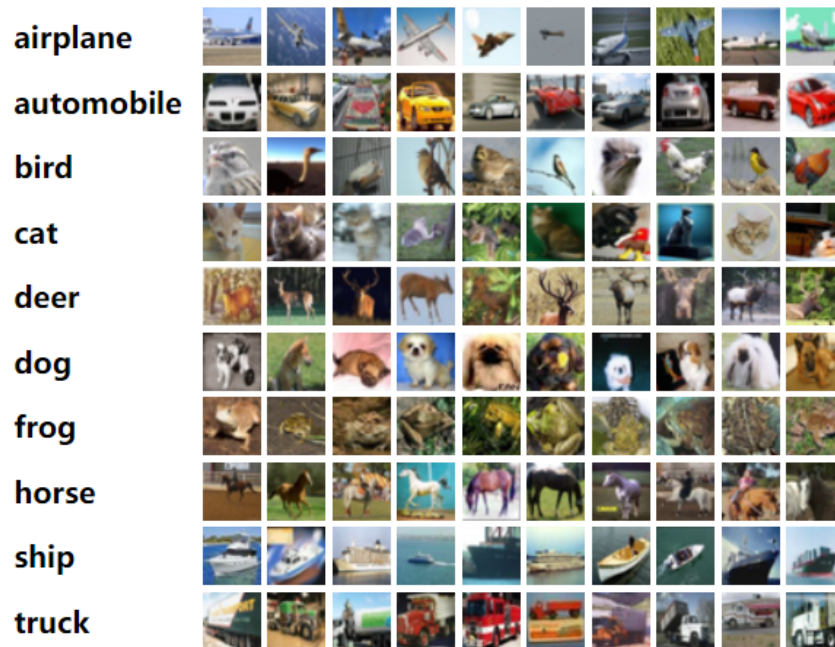 airplane
automobile
bird
cat
deer
dog
frog
horse
ship
truck